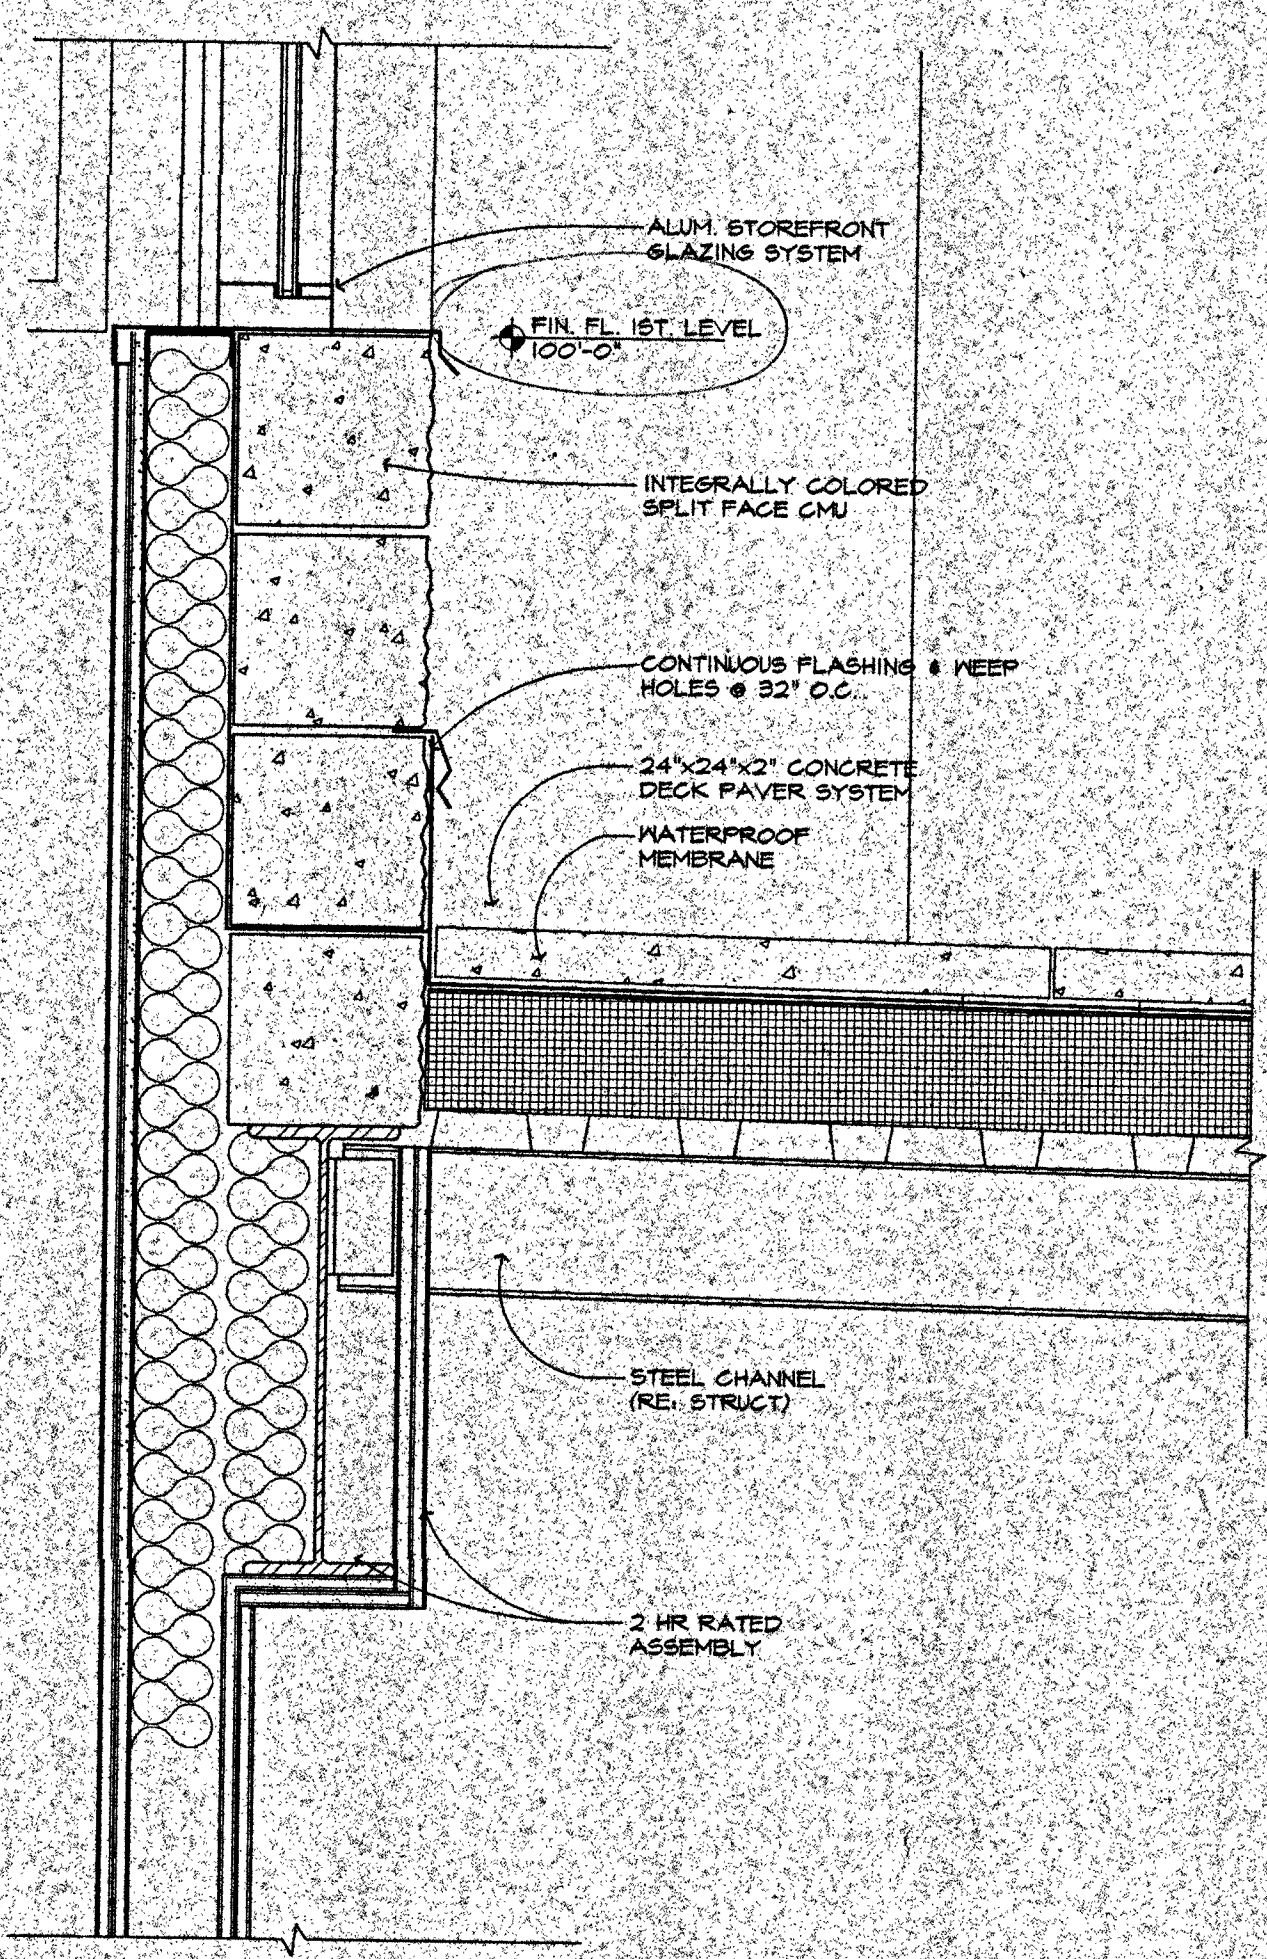 ALUM. STOREFRONT
GLAZING SYSTEM
FIN. FL. 1ST. LEVEL
100'-0"
INTEGRALLY COLORED
SPLIT FACE CMU
CONTINUOUS FLASHING & WEEP
HOLES @ 32" O.C.
24"x24"x2" CONCRETE
DECK PAVER SYSTEM
WATERPROOF
MEMBRANE
STEEL CHANNEL
(RE: STRUCT)
2 HR RATED
ASSEMBLY